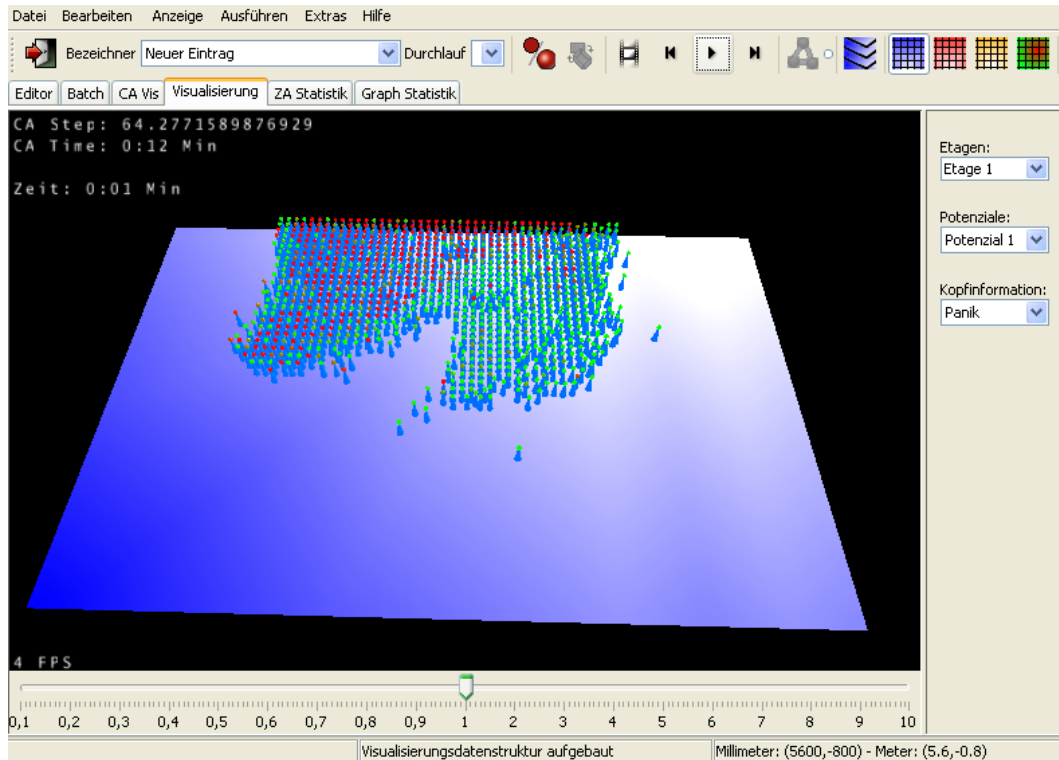 Datei Bearbeiten Anzeige Ausführen Extras Hilfe
Bezeichner Neuer Eintrag Durchlauf
Editor Batch CA Vis Visualisierung ZA Statistik Graph Statistik
CA Step: 64.2771589876929
CA Time: 0:12 Min
Zeit: 0:01 Min
Etagen:
Etage 1
Potenziale:
Potenzial 1
Kopfinformation:
Panik
4 FPS
0,1 0,2 0,3 0,4 0,5 0,6 0,7 0,8 0,9 1 2 3 4 5 6 7 8 9 10
Visualisierungsdatenstruktur aufgebaut Millimeter: (5600,-800) - Meter: (5.6,-0.8)